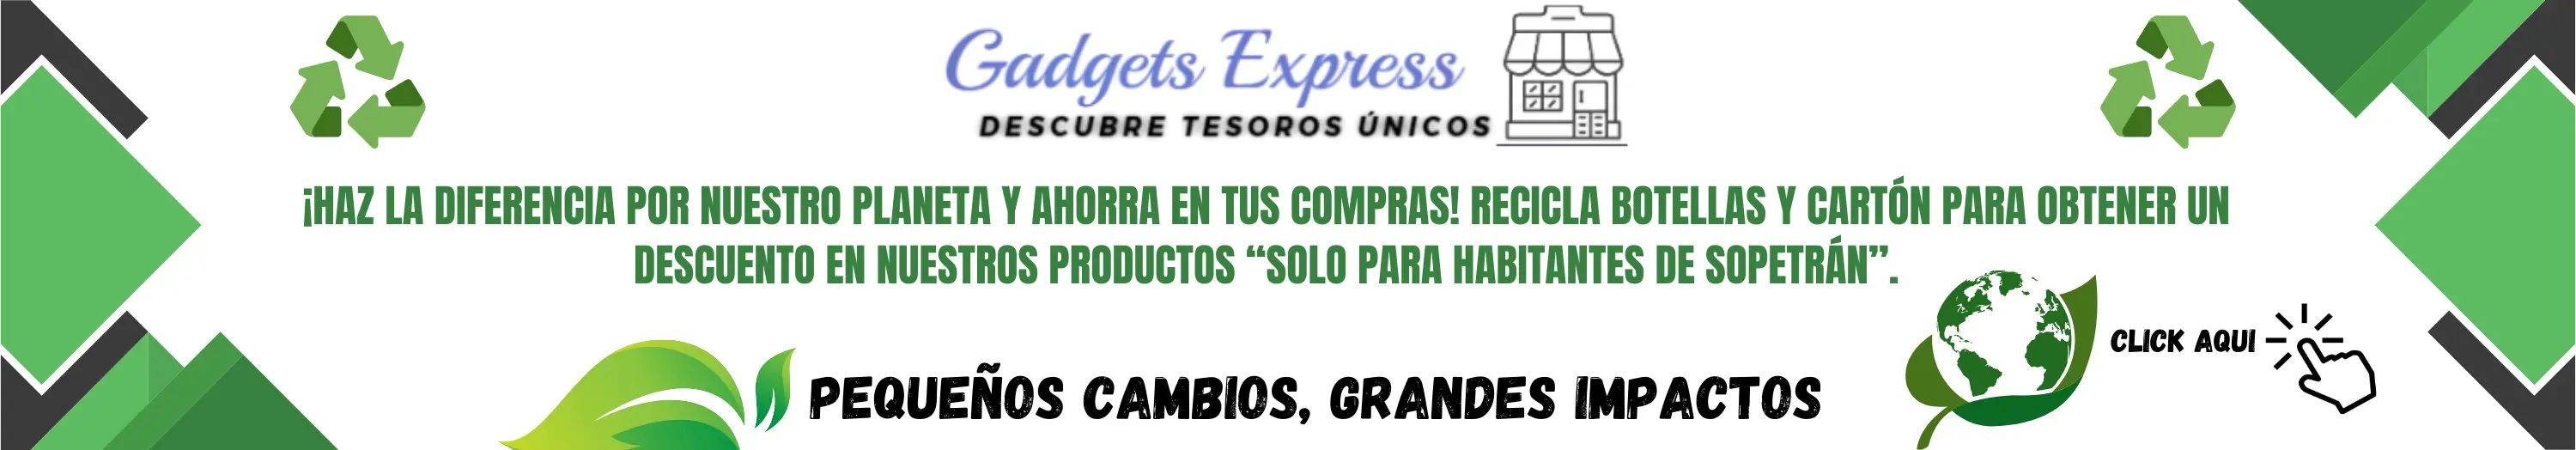 Gadgets Express
DESCUBRE TESOROS ÚNICOS
¡HAZ LA DIFERENCIA POR NUESTRO PLANETA Y AHORRA EN TUS COMPRAS! RECICLA BOTELLAS Y CARTÓN PARA OBTENER UN
DESCUENTO EN NUESTROS PRODUCTOS “SOLO PARA HABITANTES DE SOPETRÁN”.
CLICK AQUI
PEQUEÑOS CAMBIOS, GRANDES IMPACTOS